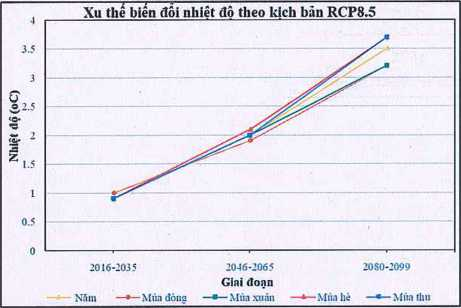 Xu thế biến đổi nhiệt độ theo kịch bản RCP8.5
Nhiệt độ (oC)
4
3.5
3
2.5
2
1.5
1
0.5
0
2016-2035
2046-2065
2080-2099
Giai đoạn
Năm
Mùa đông
Mùa xuân
Mùa hè
Mùa thu